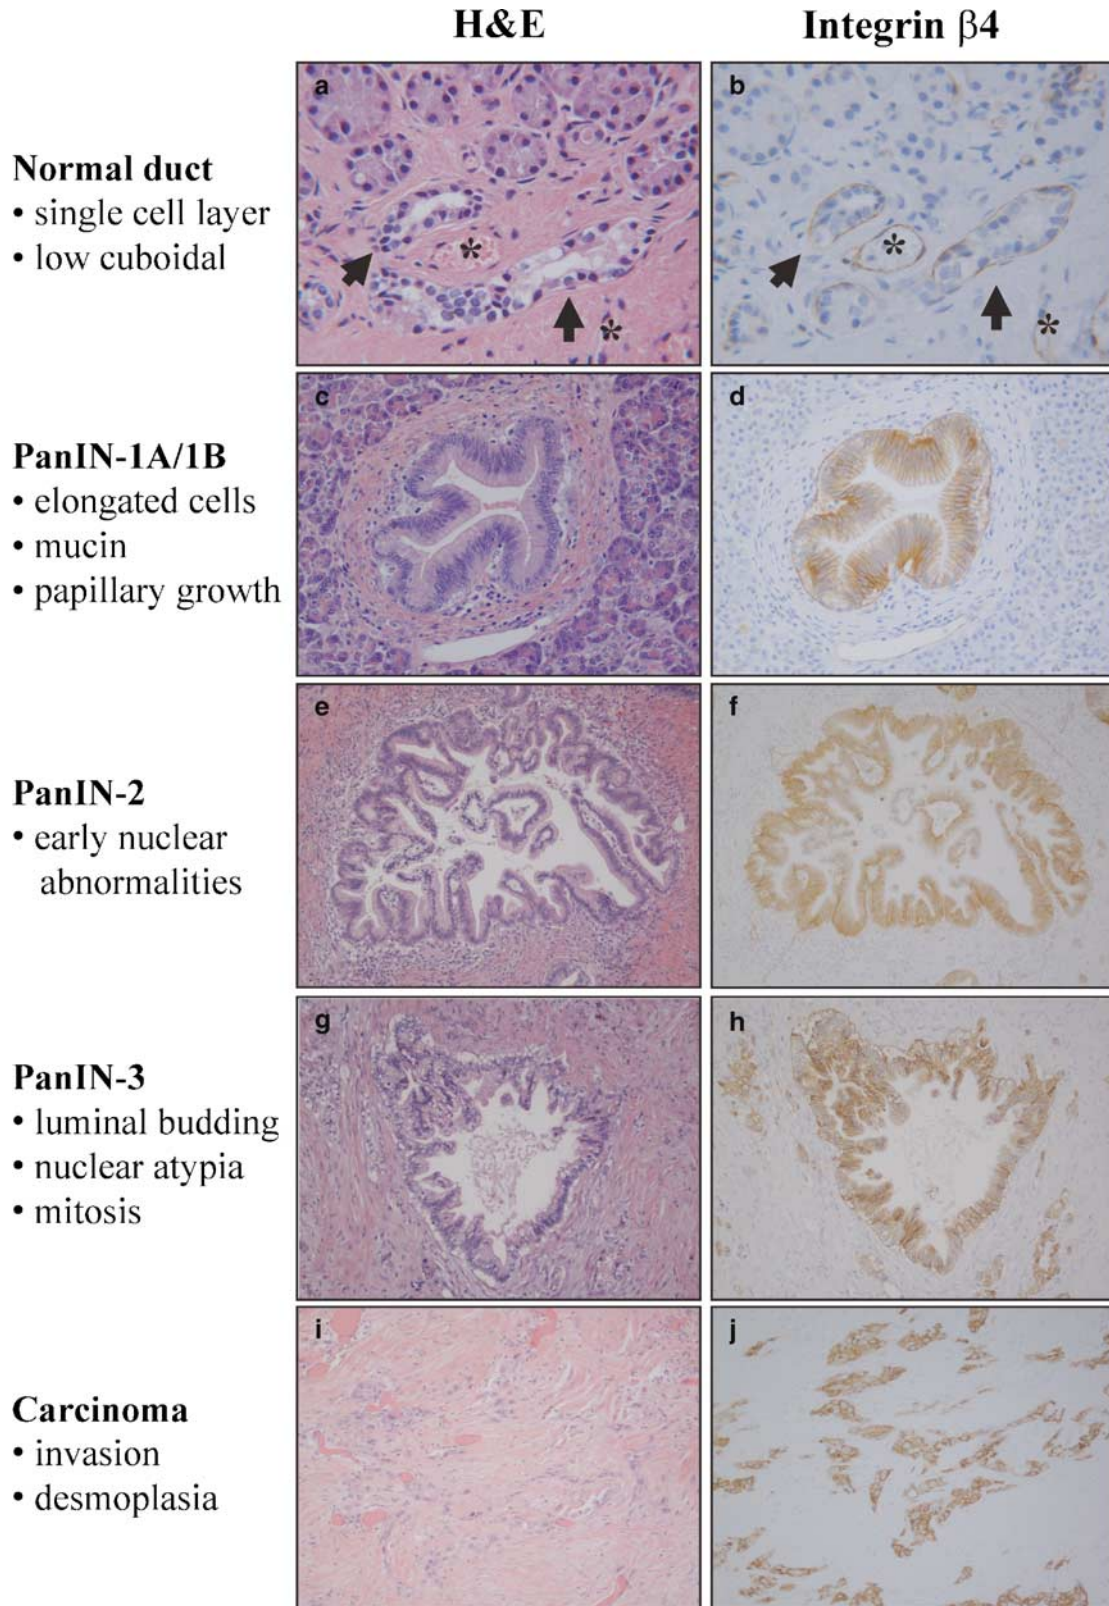 H&E Integrin β4
Normal duct
• single cell layer
• low cuboidal
a * *
b * *
PanIN-1A/1B
• elongated cells
• mucin
• papillary growth
c d
PanIN-2
• early nuclear
abnormalities
e f
PanIN-3
• luminal budding
• nuclear atypia
• mitosis
g h
Carcinoma
• invasion
• desmoplasia
i j